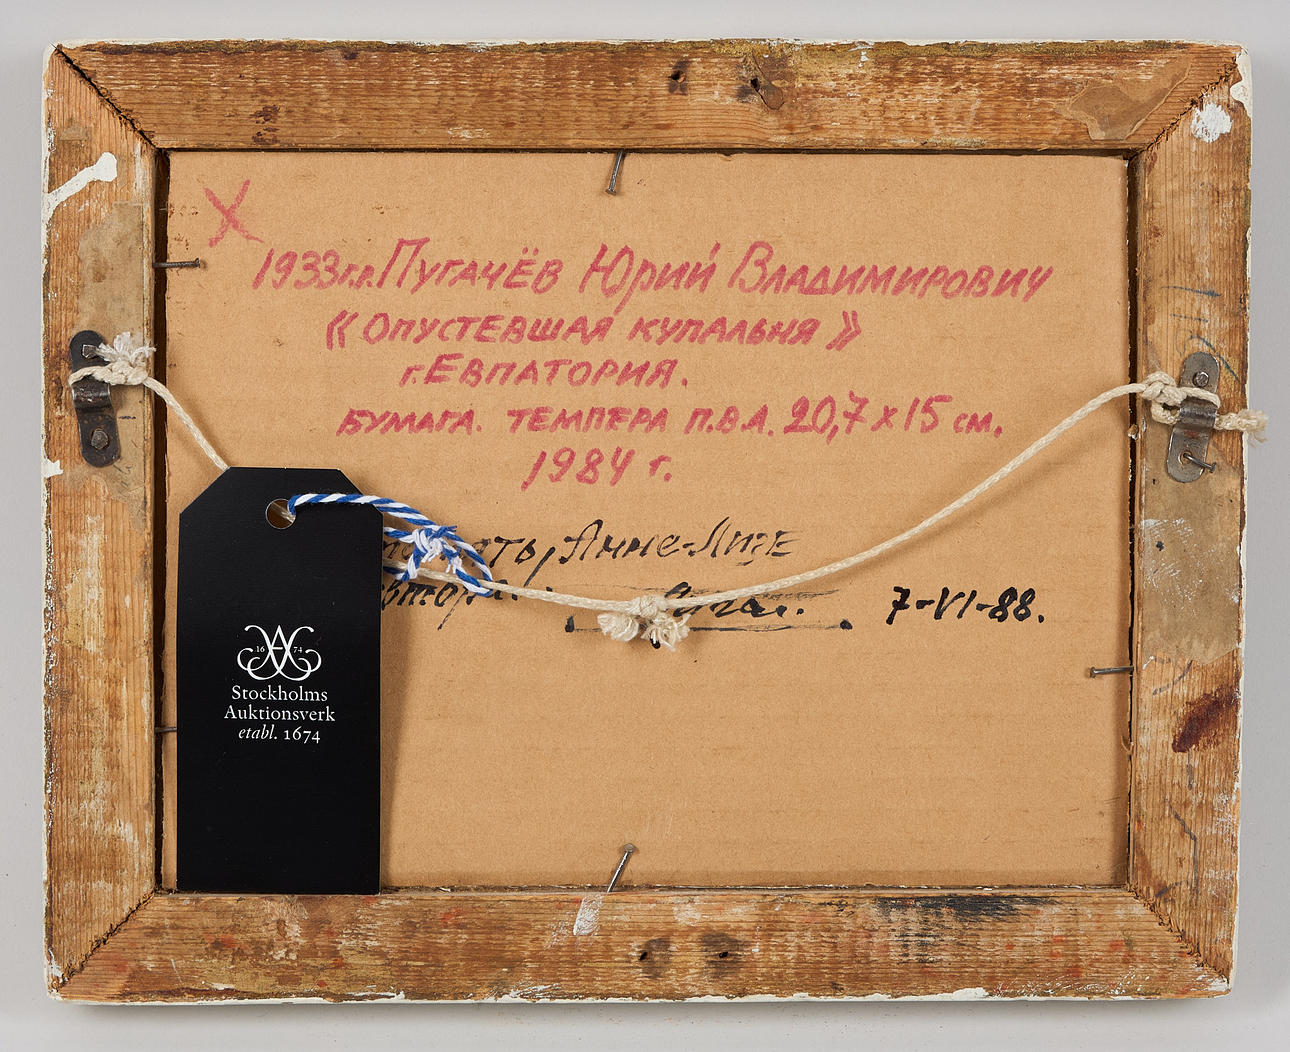 1933 г.р. Пугачёв Юрий Владимирович
《 Опустевшая купальня 》
г. Евпатория.
Бумага. темпера п.в.а. 20,7 x 15 см.
1984 г.
Анне-Лизе
7-VI-88.
16 74
Stockholms
Auktionsverk
etabl. 1674